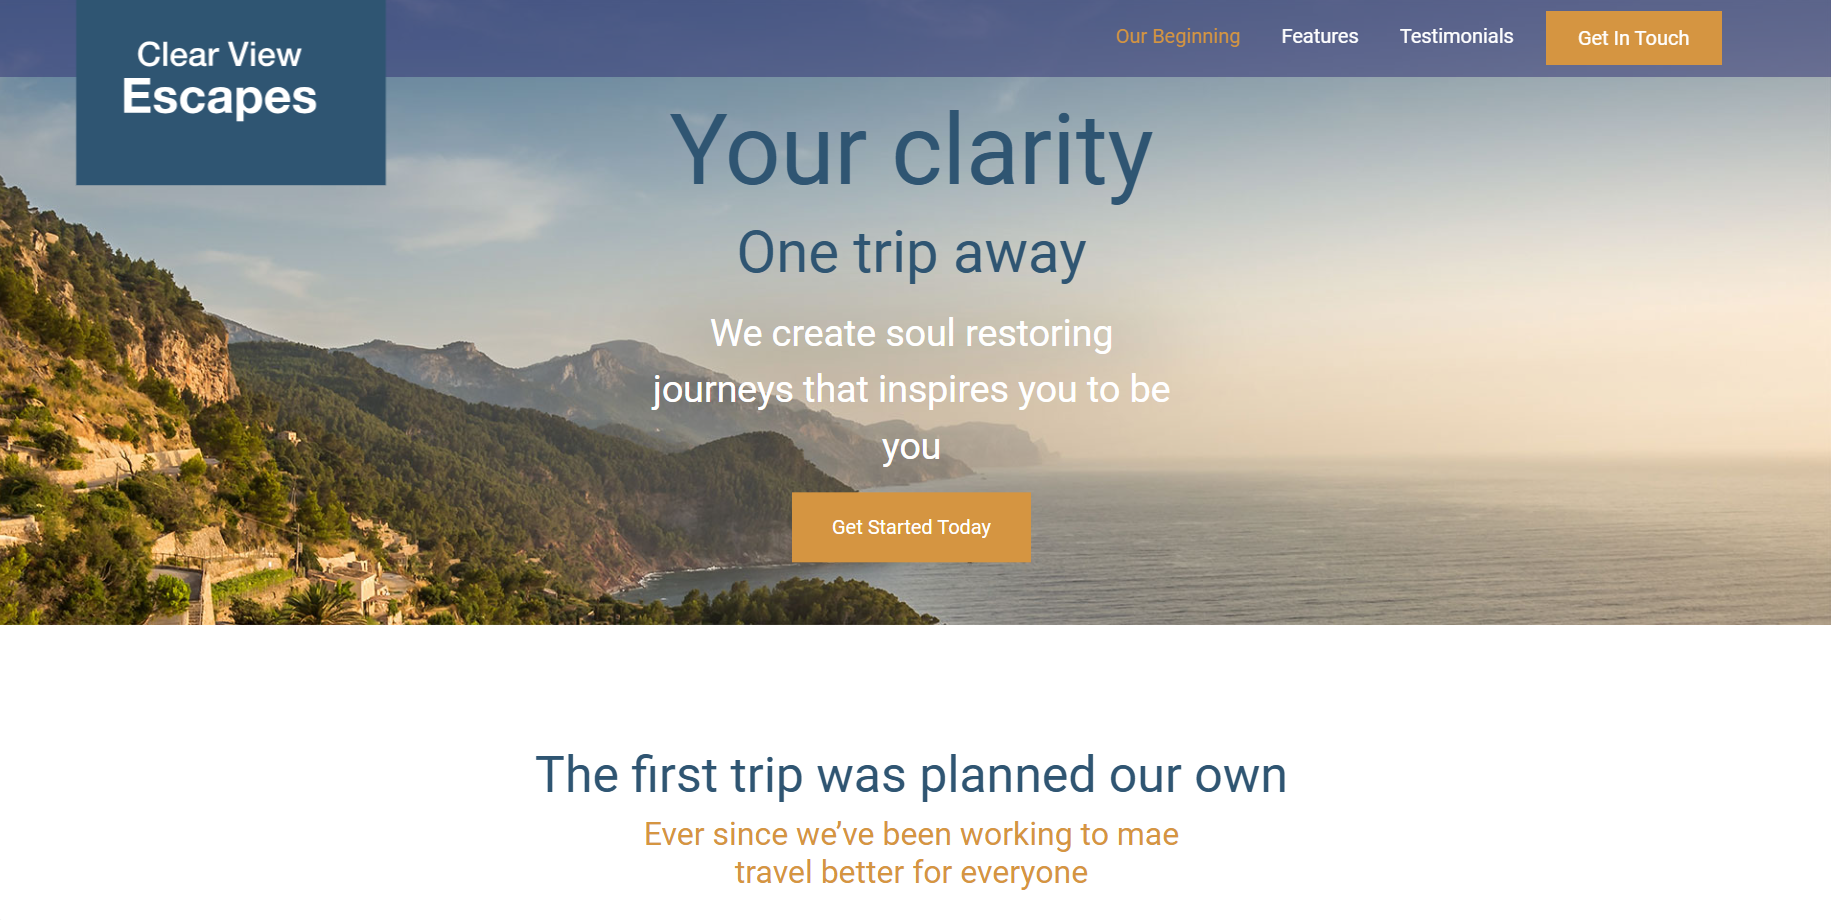 Clear View
Escapes
Our Beginning
Features
Testimonials
Get In Touch
Your clarity
One trip away
We create soul restoring
journeys that inspires you to be
you
Get Started Today
The first trip was planned our own
Ever since we’ve been working to mae
travel better for everyone